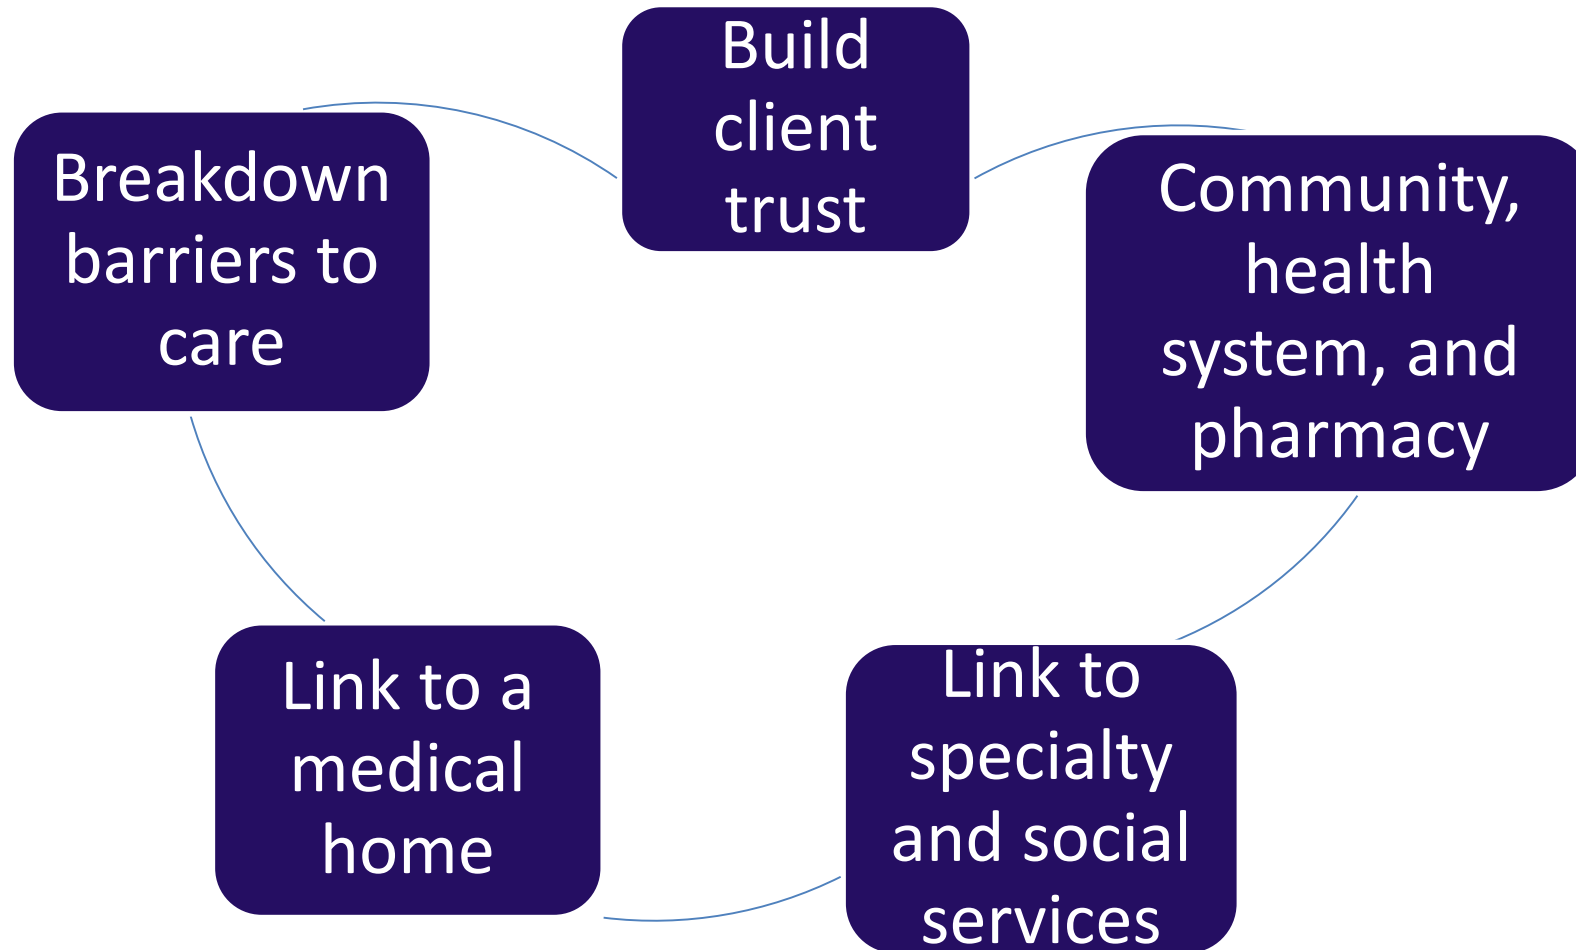 Build
client
trust
Community,
health
system, and
pharmacy
Link to
specialty
and social
services
Link to a
medical
home
Breakdown
barriers to
care